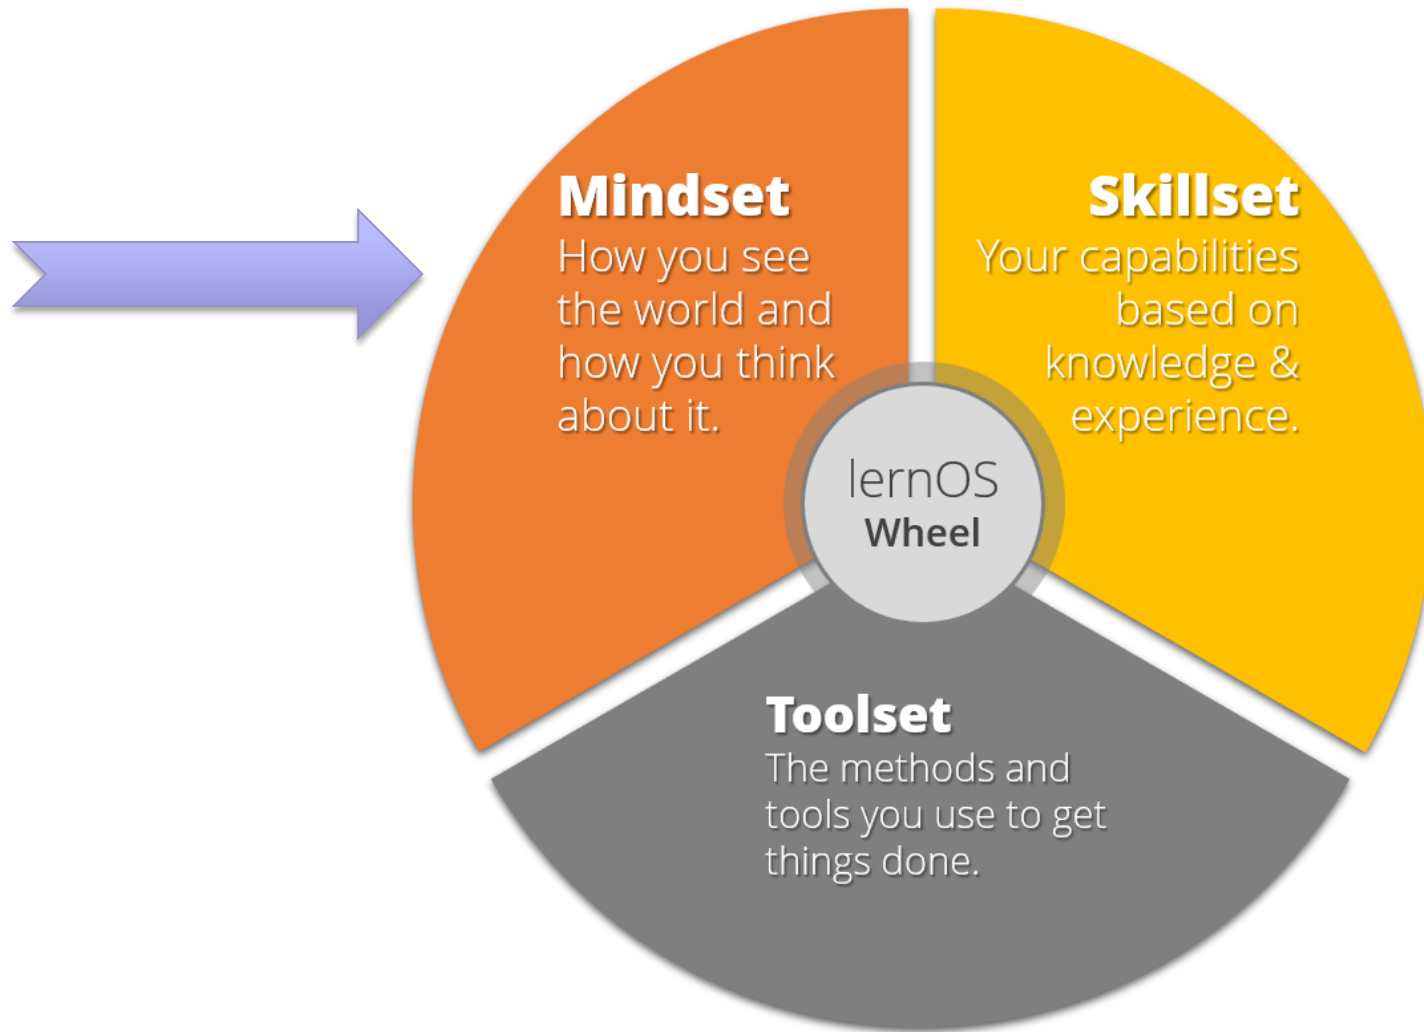 Mindset
How you see
the world and
how you think
about it.
Skillset
Your capabilities
based on
knowledge &
experience.
lernOS
Wheel
Toolset
The methods and
tools you use to get
things done.